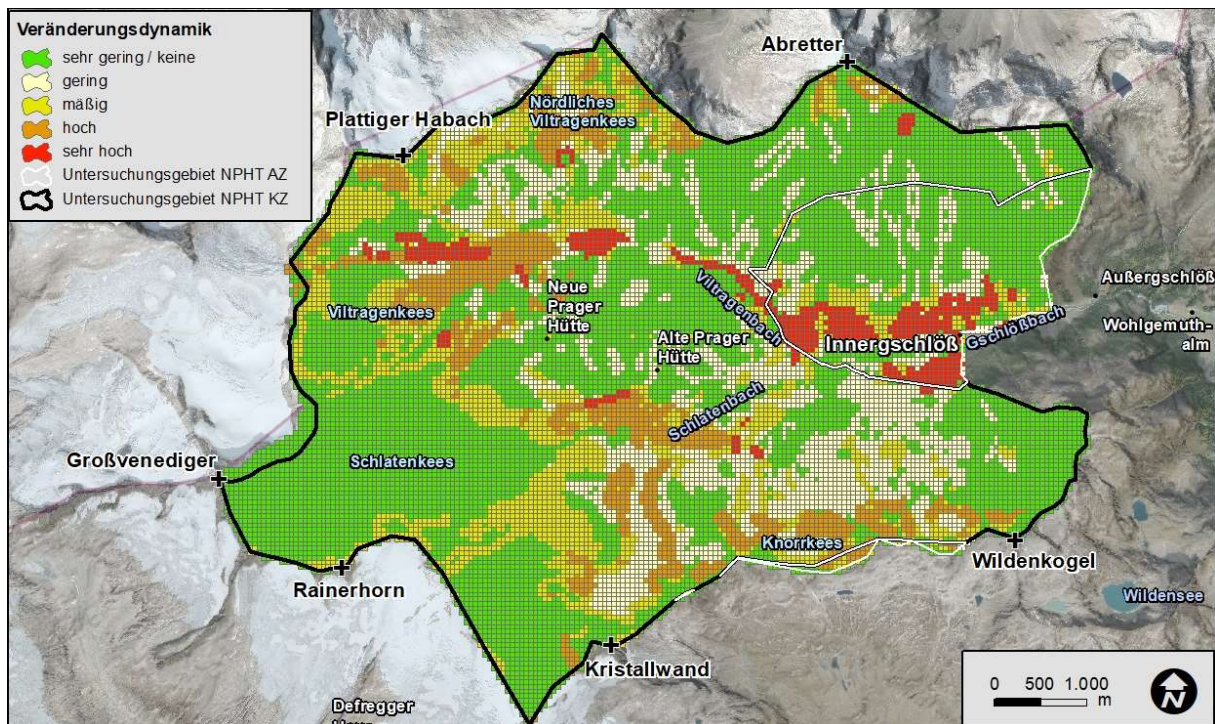 Veränderungsdynamik
sehr gering / keine
gering
mäßig
hoch
sehr hoch
Untersuchungsgebiet NPHT AZ
Untersuchungsgebiet NPHT KZ
Abretter
Nördliches
Viltragenkees
Plattiger Habach
Außergschlöß
Viltragenkees
Neue
Prager
Hütte
Viltragenbach
Gschlößbach
Wohlgemuth-
alm
Innergschlöß
Alte Prager
Hütte
Schlatenbach
Großvenediger
Schlatenkees
Knorrkees
Wildenkogel
Rainerhorn
Wildensee
Kristallwand
Defregger
0 500 1.000
m
N